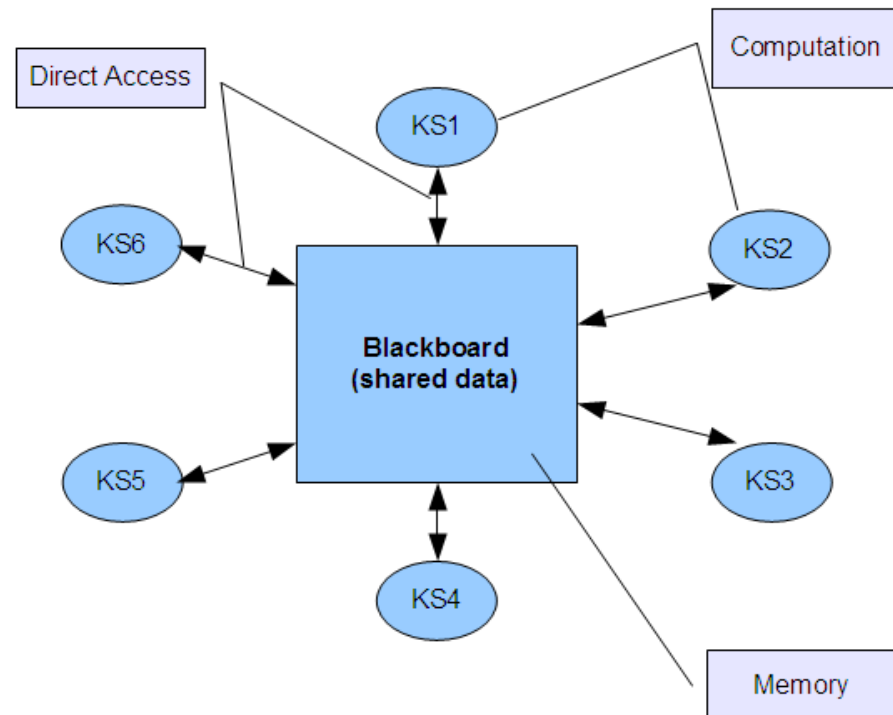 Computation
Direct Access
KS1
KS6
KS2
Blackboard
(shared data)
KS5
KS3
KS4
Memory